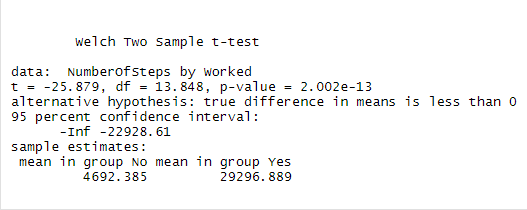 Welch Two Sample t-test
data:  NumberOfSteps by Worked
t = -25.879, df = 13.848, p-value = 2.002e-13
alternative hypothesis: true difference in means is less than 0
95 percent confidence interval:
-Inf -22928.61
sample estimates:
mean in group No mean in group Yes
4692.385 29296.889